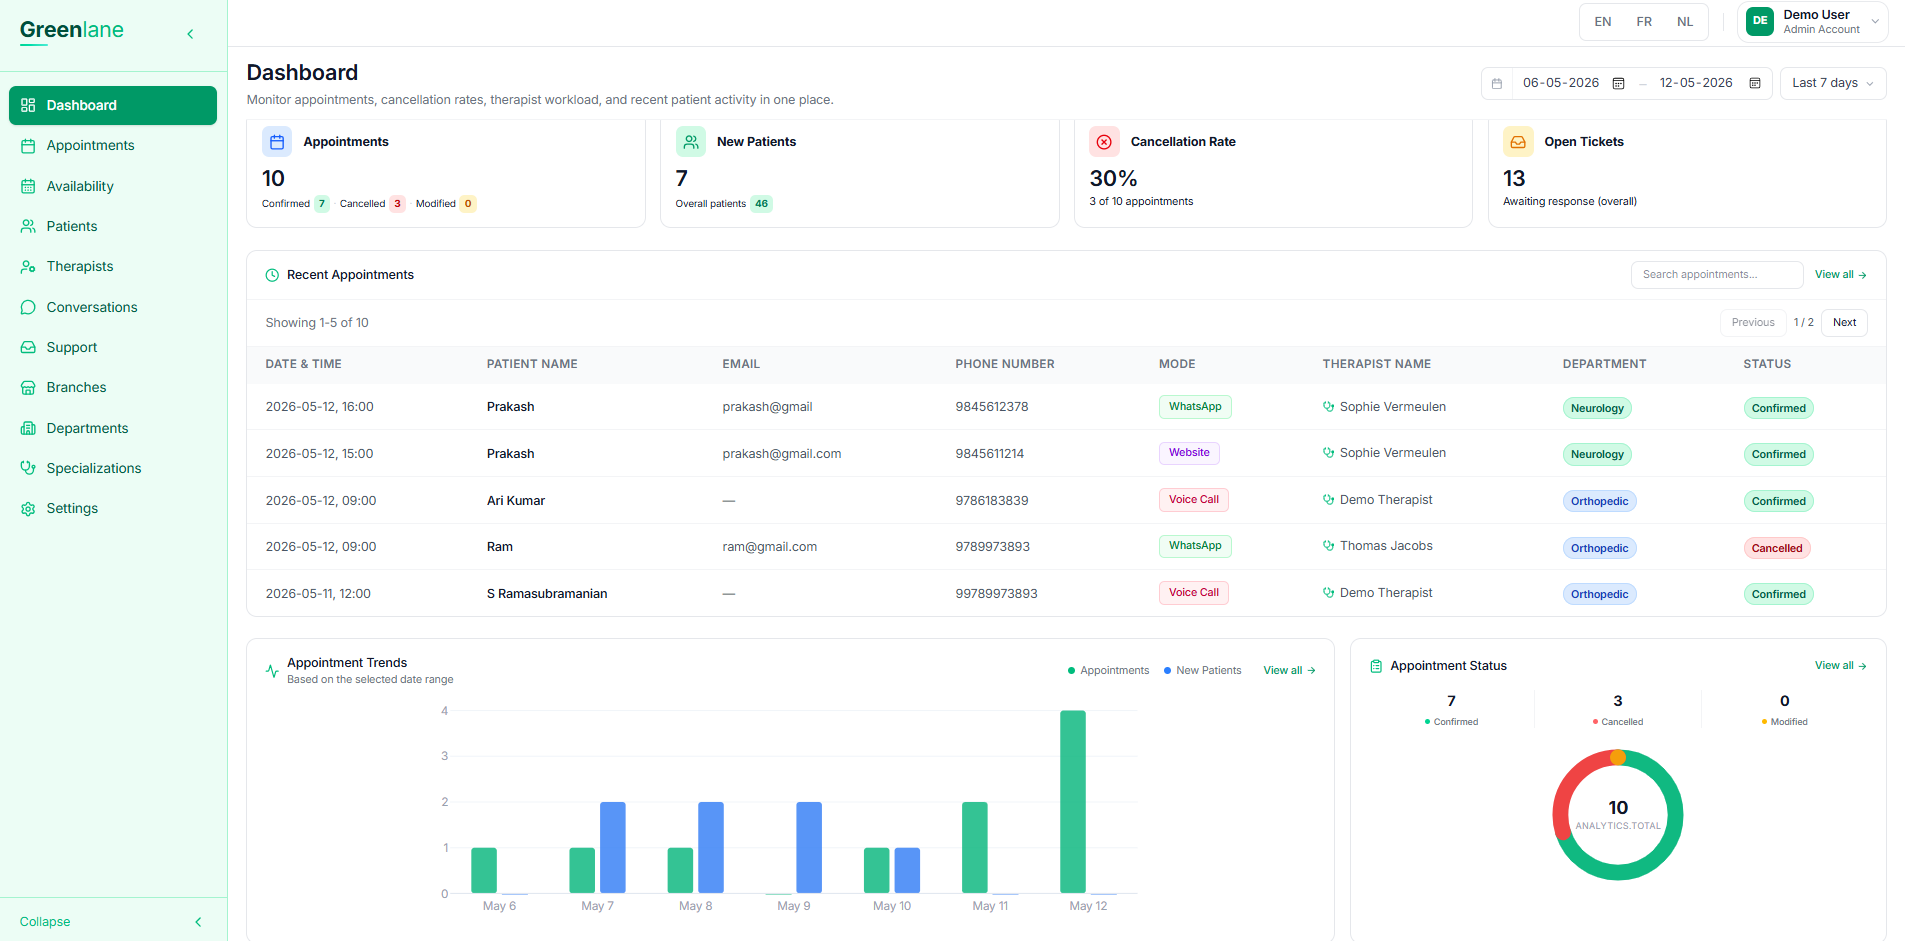 Greenlane
EN FR NL
DE
Demo User
Admin Account
Dashboard
Appointments
Availability
Patients
Therapists
Conversations
Support
Branches
Departments
Specializations
Settings
Collapse
Dashboard
Monitor appointments, cancellation rates, therapist workload, and recent patient activity in one place.
06-05-2026 – 12-05-2026
Last 7 days
Appointments
10
Confirmed 7 · Cancelled 3 · Modified 0
New Patients
7
Overall patients 46
Cancellation Rate
30%
3 of 10 appointments
Open Tickets
13
Awaiting response (overall)
Recent Appointments
Search appointments...
View all →
Showing 1-5 of 10
Previous 1 / 2 Next
DATE & TIME PATIENT NAME EMAIL PHONE NUMBER MODE THERAPIST NAME DEPARTMENT STATUS
2026-05-12, 16:00 Prakash prakash@gmail 9845612378 WhatsApp Sophie Vermeulen Neurology Confirmed
2026-05-12, 15:00 Prakash prakash@gmail.com 9845611214 Website Sophie Vermeulen Neurology Confirmed
2026-05-12, 09:00 Ari Kumar — 9786183839 Voice Call Demo Therapist Orthopedic Confirmed
2026-05-12, 09:00 Ram ram@gmail.com 9789973893 WhatsApp Thomas Jacobs Orthopedic Cancelled
2026-05-11, 12:00 S Ramasubramanian — 99789973893 Voice Call Demo Therapist Orthopedic Confirmed
Appointment Trends
Based on the selected date range
Appointments New Patients
View all →
4
3
2
1
0
May 6 May 7 May 8 May 9 May 10 May 11 May 12
Appointment Status
View all →
7 3 0
Confirmed Cancelled Modified
10
ANALYTICS.TOTAL